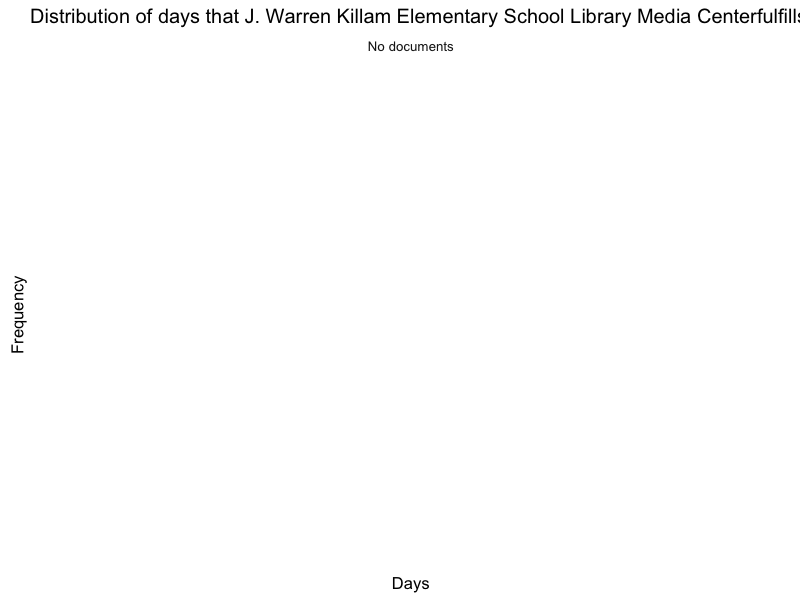 Distribution of days that J. Warren Killam Elementary School Library Media Centerfulfills
No documents
Frequency
Days